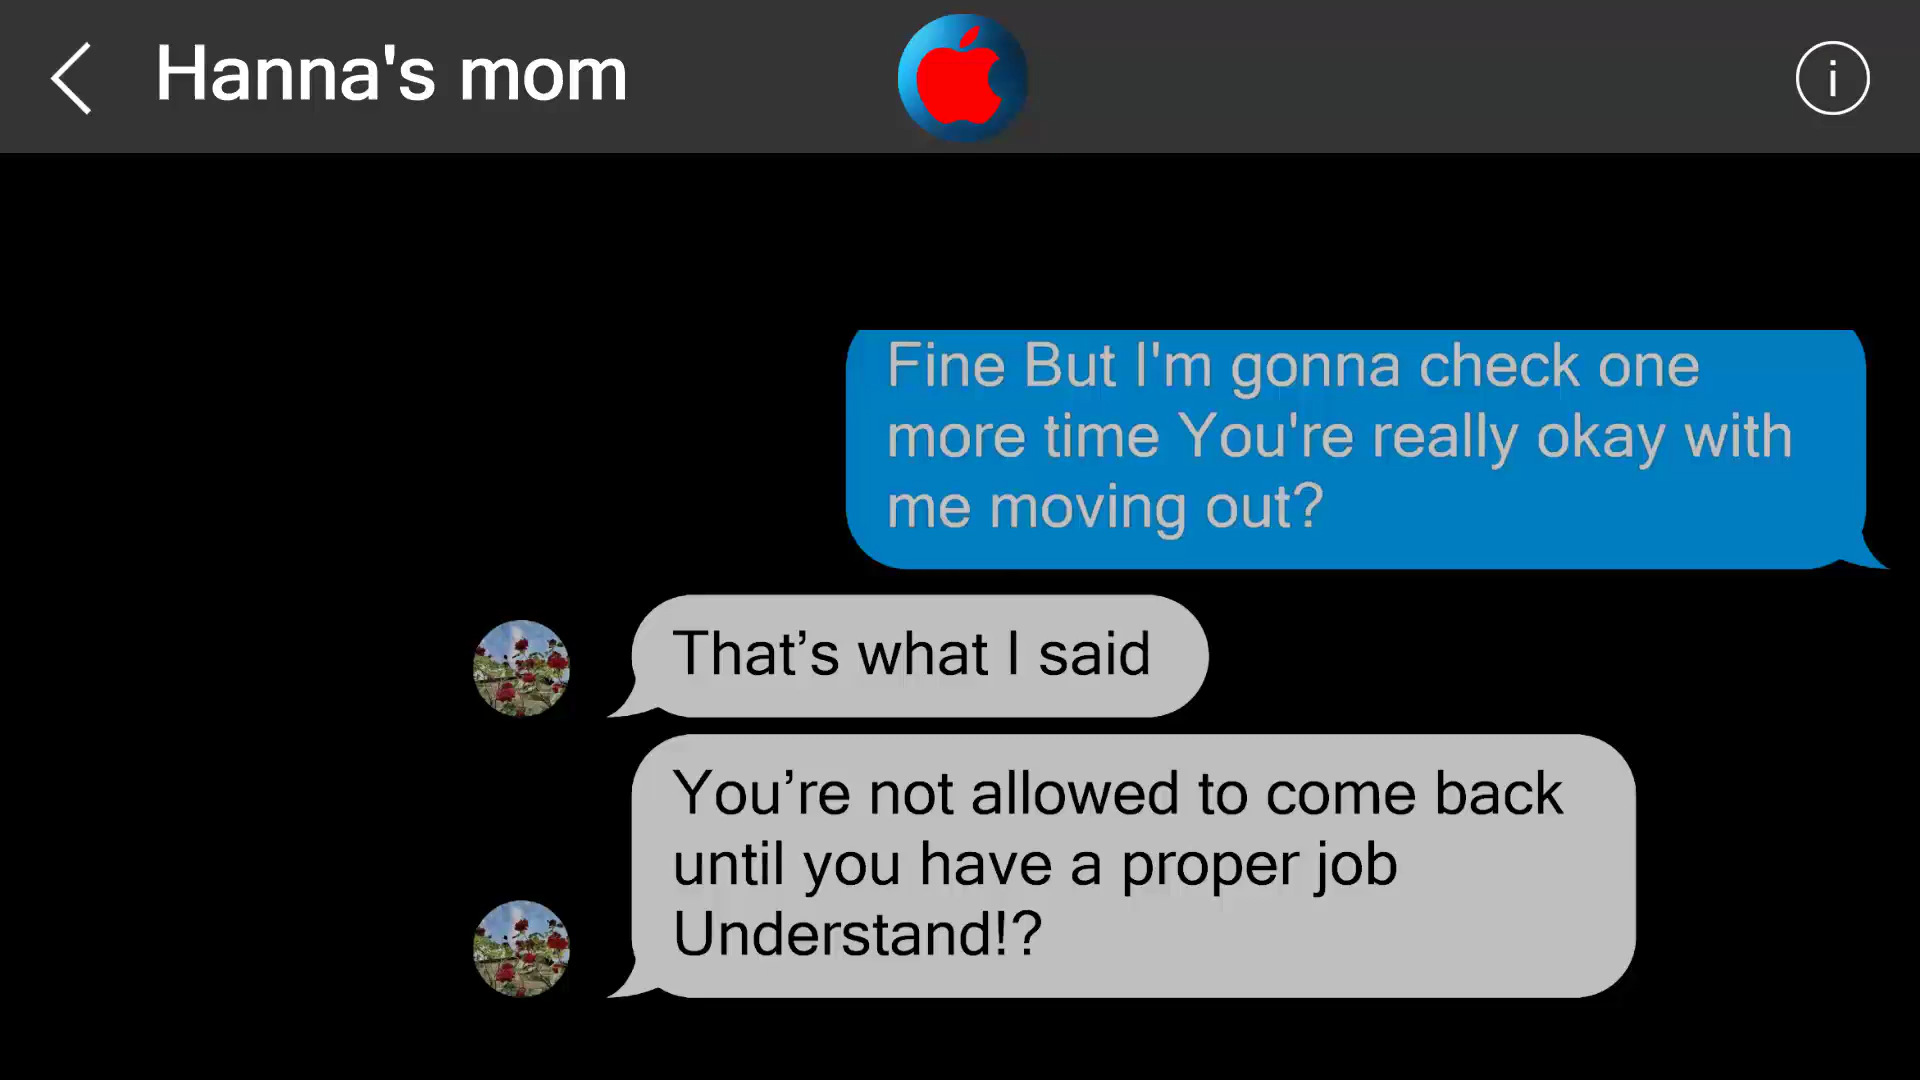 Hanna's mom
i
Fine But I'm gonna check one
more time You're really okay with
me moving out?
That’s what I said
You’re not allowed to come back
until you have a proper job
Understand!?